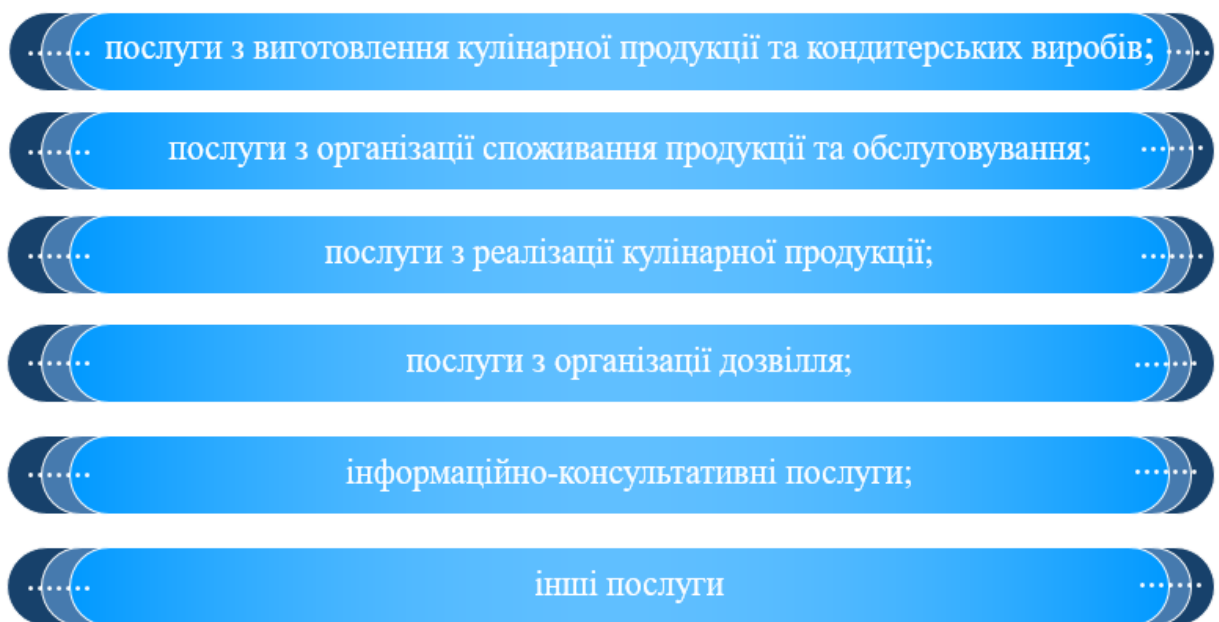 послуги з виготовлення кулінарної продукції та кондитерських виробів;
послуги з організації споживання продукції та обслуговування;
послуги з реалізації кулінарної продукції;
послуги з організації дозвілля;
інформаційно-консультативні послуги;
інші послуги